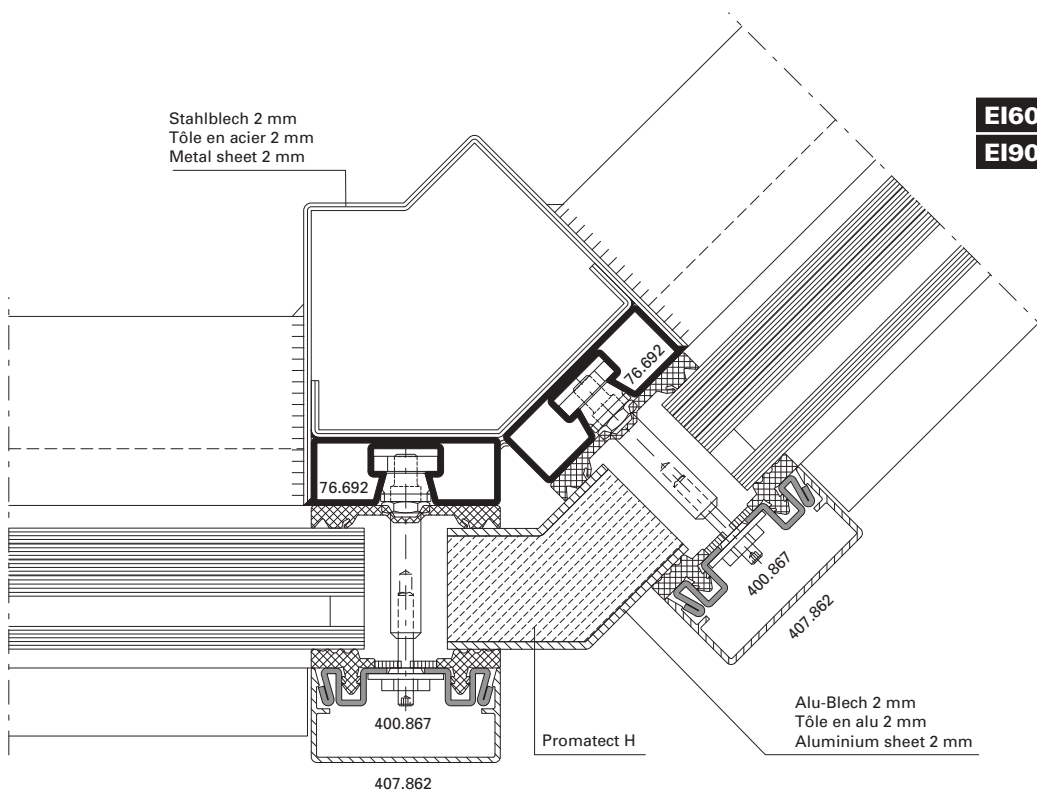 Stahlblech 2 mm
Tôle en acier 2 mm
Metal sheet 2 mm
EI60
EI90
76.692
76.692
400.867
407.862
400.867
407.862
Promatect H
Alu-Blech 2 mm
Tôle en alu 2 mm
Aluminium sheet 2 mm